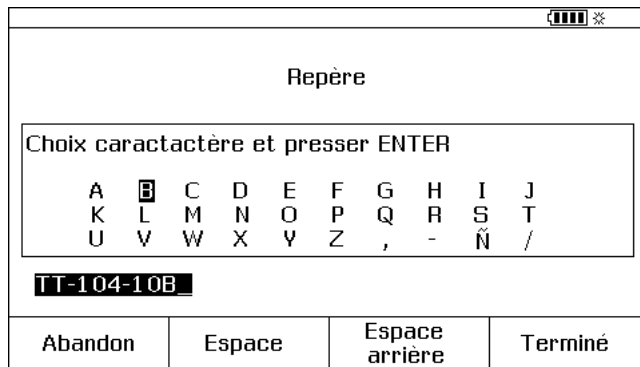 Repère
Choix caractactère et presser ENTER
A B C D E F G H I J
K L M N O P Q R S T
U V W X Y Z , - Ñ /
TT-104-10B_
Abandon Espace Espace arrière Terminé